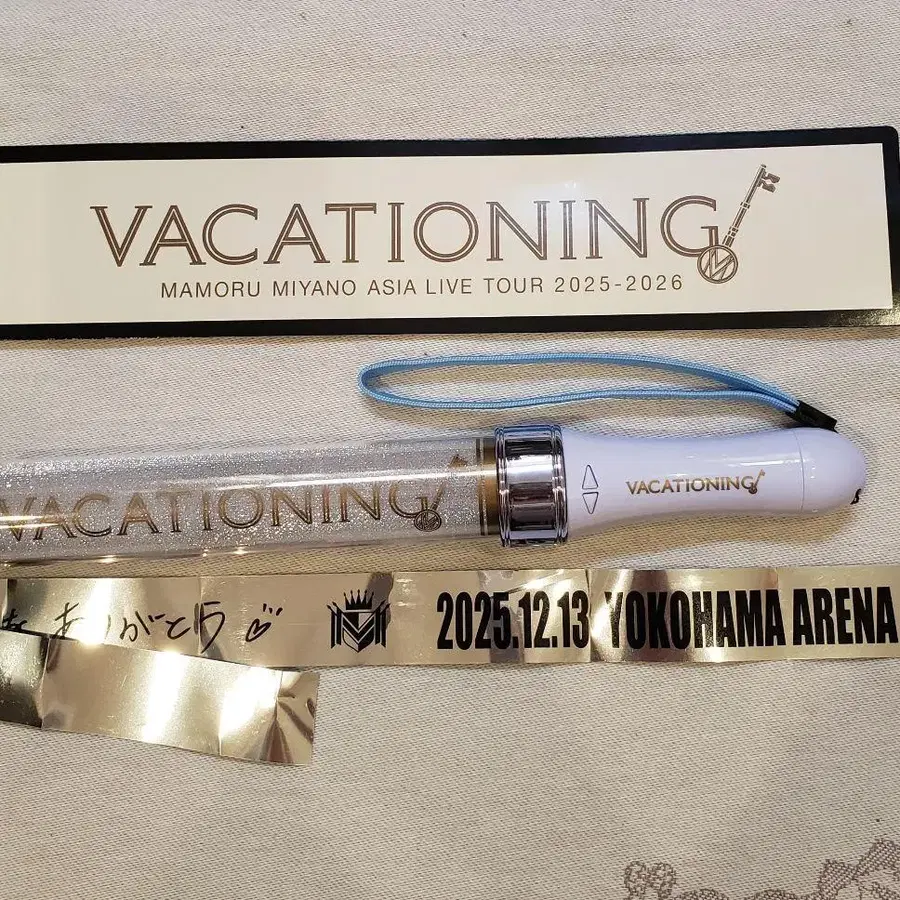 VACATIONING
MAMORU MIYANO ASIA LIVE TOUR 2025-2026
VACATIONING
VACATIONING
ありがとう♡
2025.12.13 YOKOHAMA ARENA